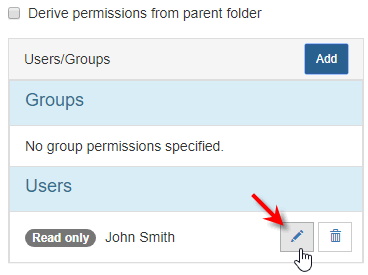 Derive permissions from parent folder
Users/Groups Add
Groups
No group permissions specified.
Users
Read only John Smith